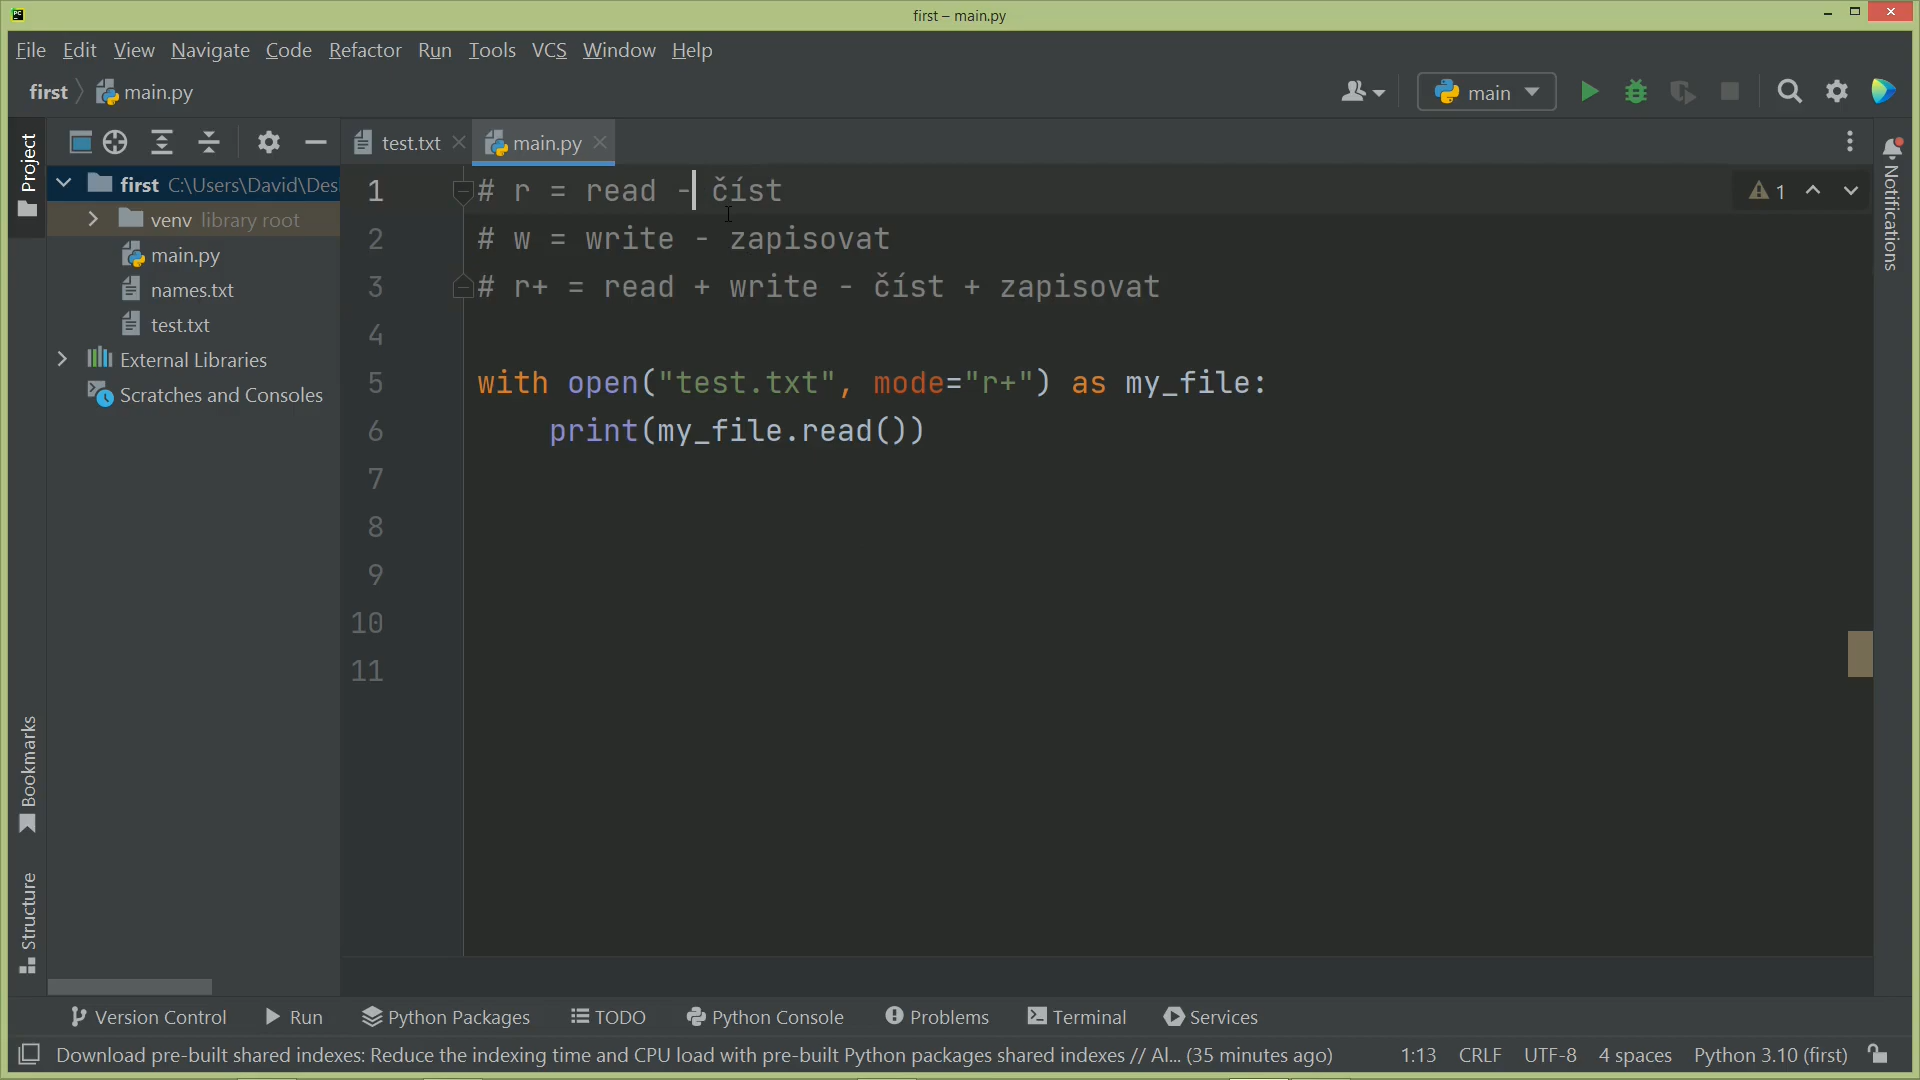 first – main.py
File Edit View Navigate Code Refactor Run Tools VCS Window Help
first main.py main
Project
test.txt main.py
first C:\Users\David\Des
venv library root
main.py
names.txt
test.txt
External Libraries
Scratches and Consoles
1 # r = read - číst
2 # w = write - zapisovat
3 # r+ = read + write - číst + zapisovat
4
5 with open("test.txt", mode="r+") as my_file:
6 print(my_file.read())
7
8
9
10
11
1
Notifications
Bookmarks
Structure
Version Control Run Python Packages TODO Python Console Problems Terminal Services
Download pre-built shared indexes: Reduce the indexing time and CPU load with pre-built Python packages shared indexes // Al... (35 minutes ago) 1:13 CRLF UTF-8 4 spaces Python 3.10 (first)